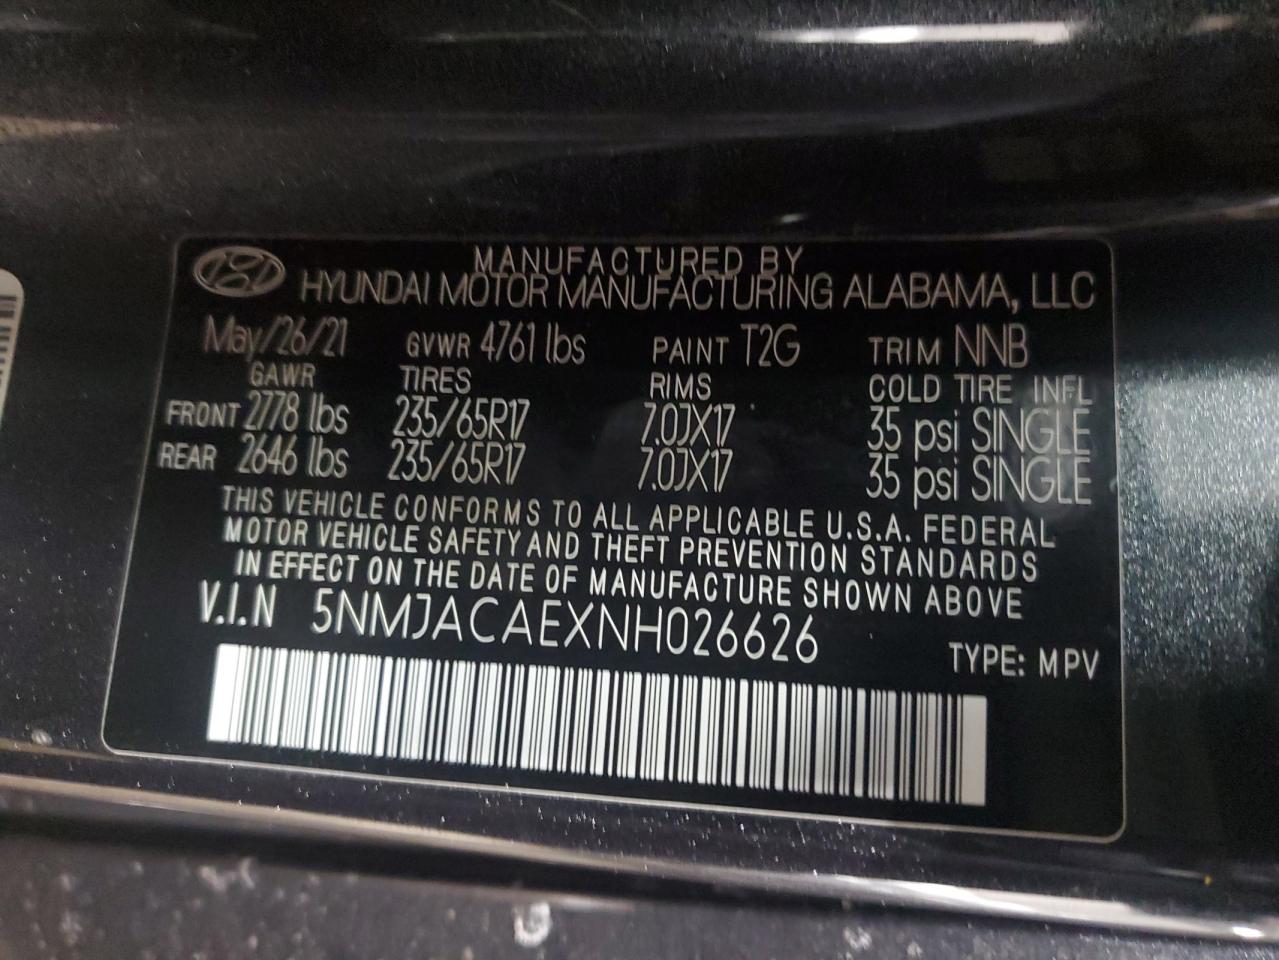 MANUFACTURED BY
HYUNDAI MOTOR MANUFACTURING ALABAMA, LLC
May/26/21 GVWR 4761 lbs PAINT T2G TRIM NNB
GAWR TIRES RIMS COLD TIRE INFL
FRONT 2778 lbs 235/65R17 7.0JX17 35 psi SINGLE
REAR 2646 lbs 235/65R17 7.0JX17 35 psi SINGLE
THIS VEHICLE CONFORMS TO ALL APPLICABLE U.S.A. FEDERAL
MOTOR VEHICLE SAFETY AND THEFT PREVENTION STANDARDS
IN EFFECT ON THE DATE OF MANUFACTURE SHOWN ABOVE
V.I.N 5NMJACAEXNH026626
TYPE: MPV